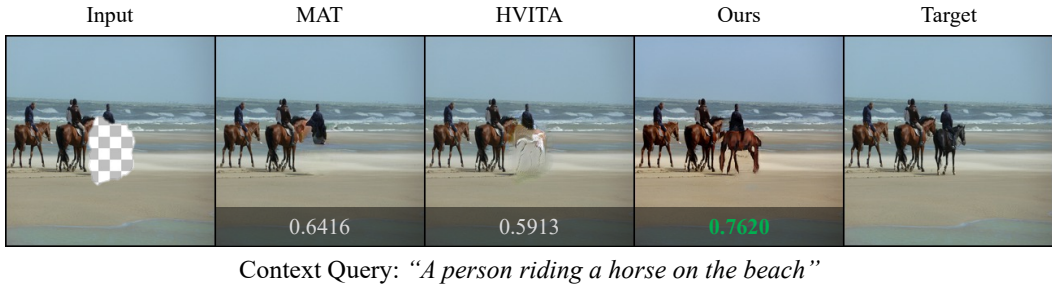 Input MAT HVITA Ours Target
0.6416 0.5913 0.7620
Context Query: “A person riding a horse on the beach”